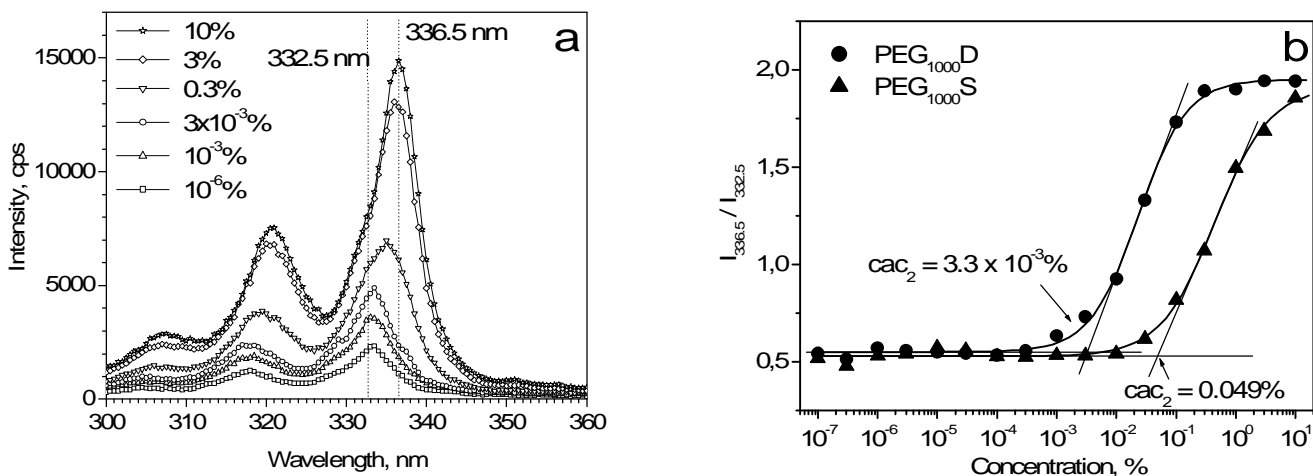 a
10%
3%
0.3%
3x10⁻³%
10⁻³%
10⁻⁶%
332.5 nm
336.5 nm
15000
10000
5000
0
Intensity, cps
300 310 320 330 340 350 360
Wavelength, nm
b
PEG₁₀₀₀D
PEG₁₀₀₀S
2,0
1,5
1,0
0,5
I₃₃₆.₅ / I₃₃₂.₅
cac₂ = 3.3 x 10⁻³%
cac₂ = 0.049%
10⁻⁷ 10⁻⁶ 10⁻⁵ 10⁻⁴ 10⁻³ 10⁻² 10⁻¹ 10⁰ 10¹
Concentration, %